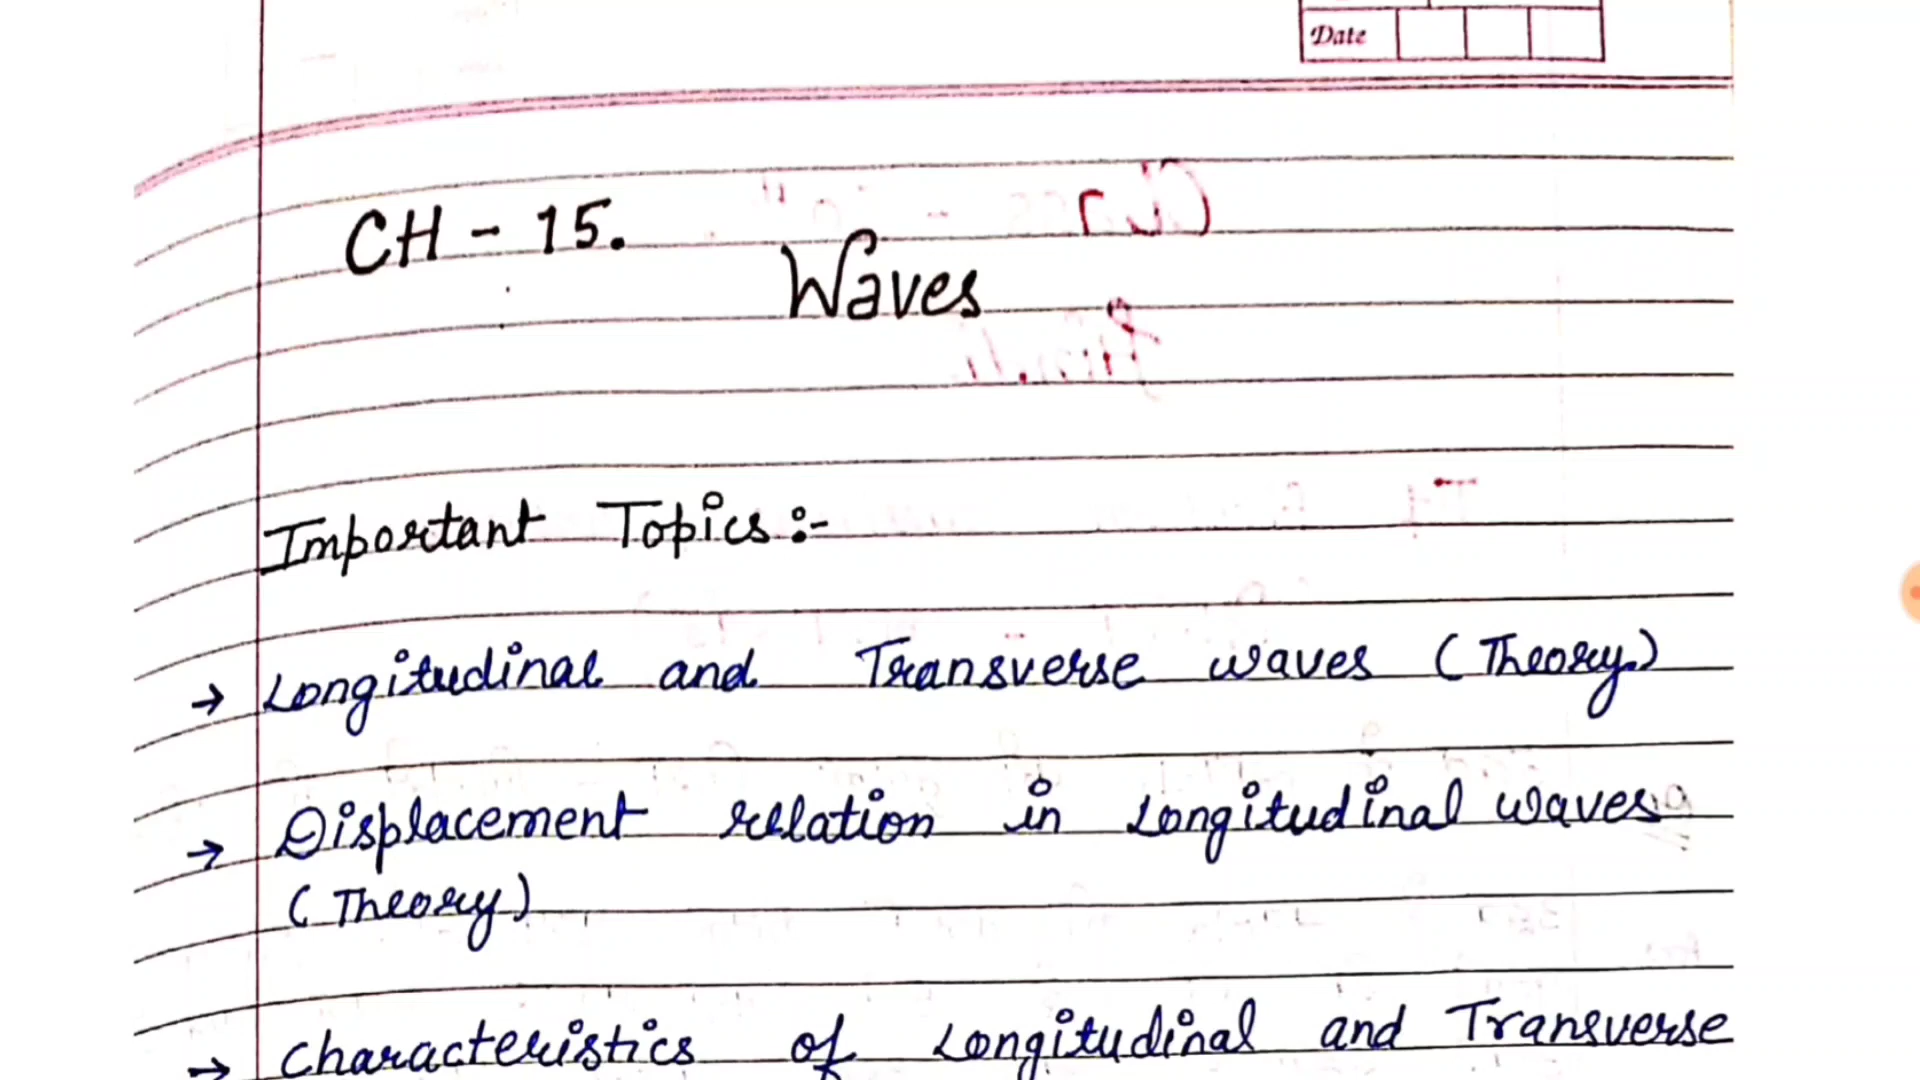 Date
CH - 15.
Waves
Important Topics :-
→ Longitudinal and Transverse waves (Theory)
→ Displacement relation in Longitudinal waves
(Theory)
→ Characteristics of Longitudinal and Transverse